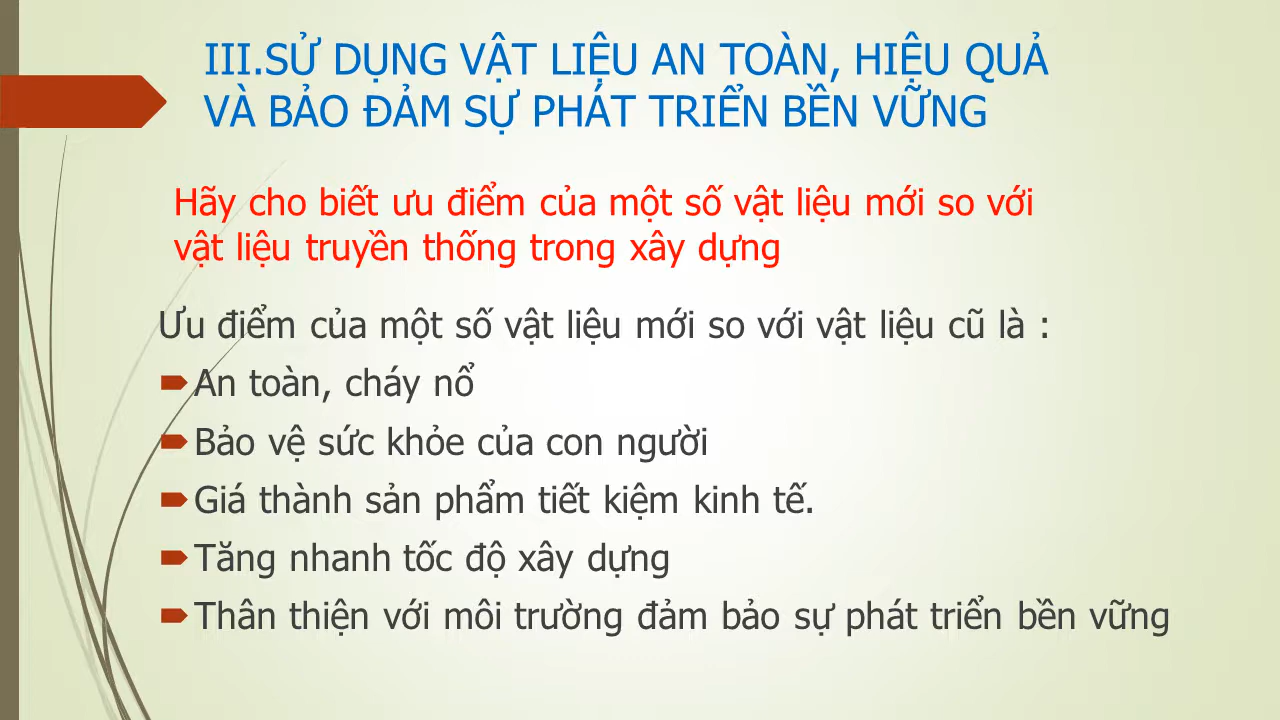 III.SỬ DỤNG VẬT LIỆU AN TOÀN, HIỆU QUẢ
VÀ BẢO ĐẢM SỰ PHÁT TRIỂN BỀN VỮNG
Hãy cho biết ưu điểm của một số vật liệu mới so với
vật liệu truyền thống trong xây dựng
Ưu điểm của một số vật liệu mới so với vật liệu cũ là :
An toàn, cháy nổ
Bảo vệ sức khỏe của con người
Giá thành sản phẩm tiết kiệm kinh tế.
Tăng nhanh tốc độ xây dựng
Thân thiện với môi trường đảm bảo sự phát triển bền vững